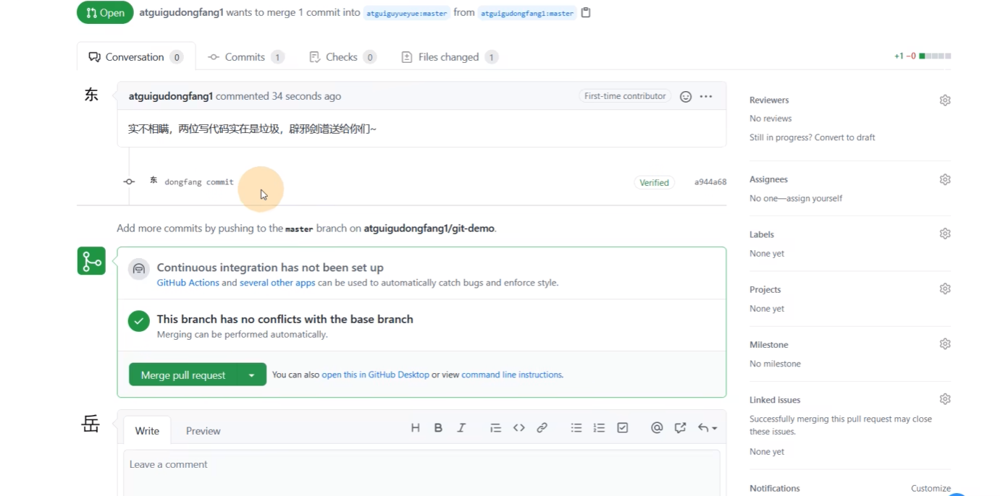 Open atguigudongfang1 wants to merge 1 commit into atguiguyueyue:master from atguigudongfang1:master
Conversation 0 Commits 1 Checks 0 Files changed 1 +1 −0
东 atguigudongfang1 commented 34 seconds ago First-time contributor
实不相瞒，两位写代码实在是垃圾，辟邪剑谱送给你们~
东 dongfang commit Verified a944a68
Add more commits by pushing to the master branch on atguigudongfang1/git-demo.
Continuous integration has not been set up
GitHub Actions and several other apps can be used to automatically catch bugs and enforce style.
This branch has no conflicts with the base branch
Merging can be performed automatically.
Merge pull request You can also open this in GitHub Desktop or view command line instructions.
岳 Write Preview
Leave a comment
Reviewers
No reviews
Still in progress? Convert to draft
Assignees
No one—assign yourself
Labels
None yet
Projects
None yet
Milestone
No milestone
Linked issues
Successfully merging this pull request may close
these issues.
None yet
Notifications Customize